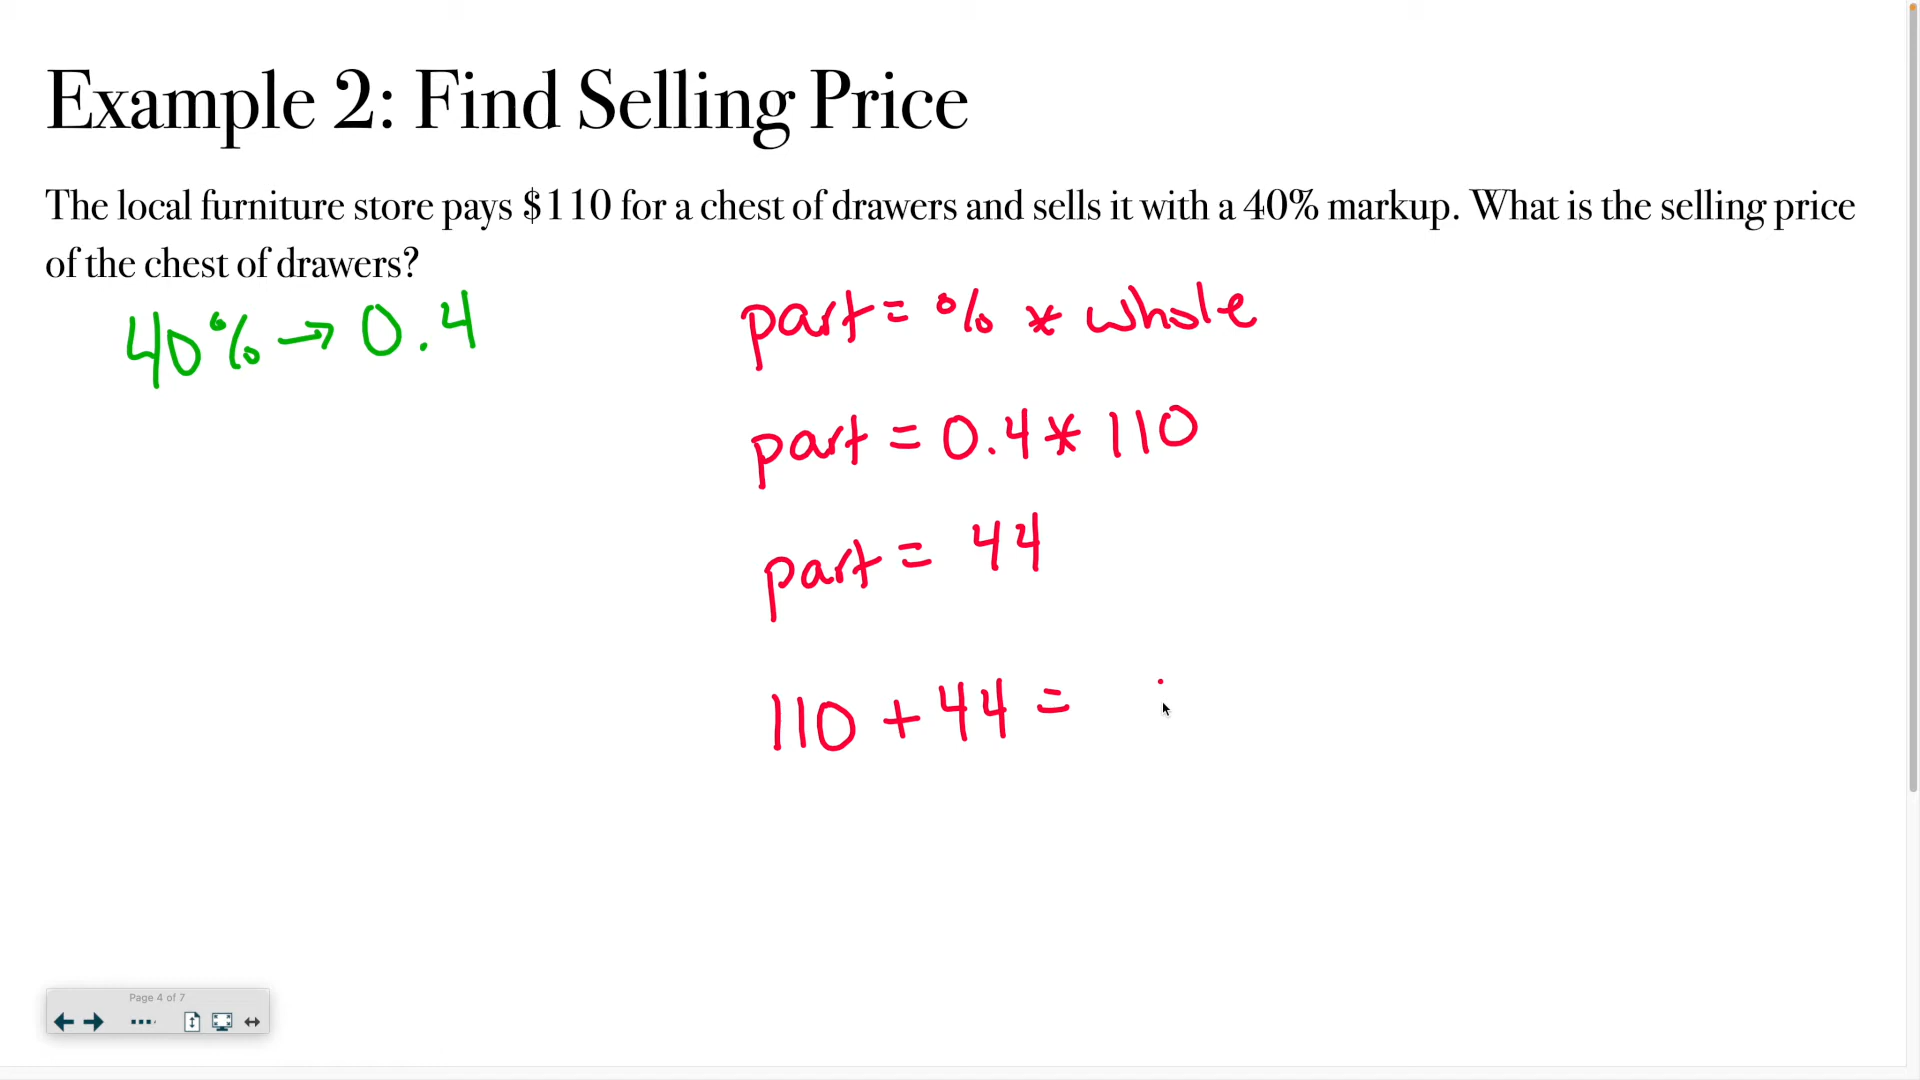 Example 2: Find Selling Price
The local furniture store pays $110 for a chest of drawers and sells it with a 40% markup. What is the selling price
of the chest of drawers?
40% → 0.4
part = % * whole
part = 0.4 * 110
part = 44
110 + 44 =
Page 4 of 7